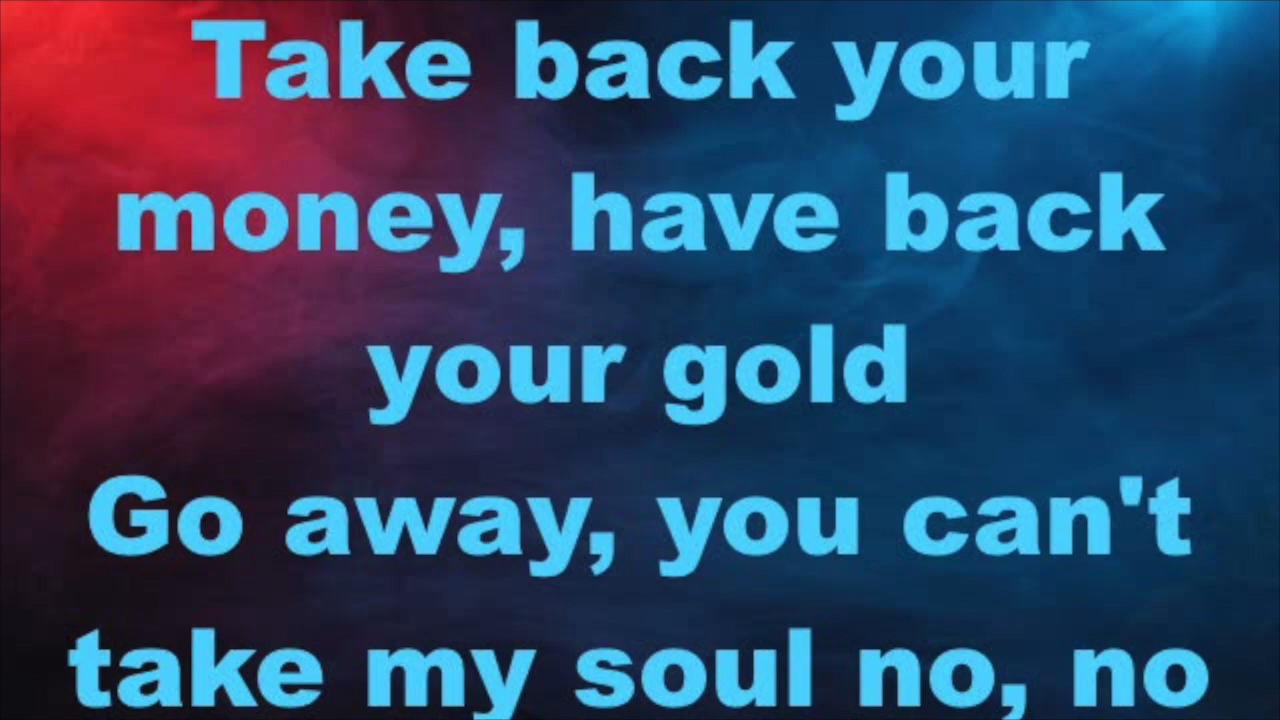 Take back your
money, have back
your gold
Go away, you can't
take my soul no, no